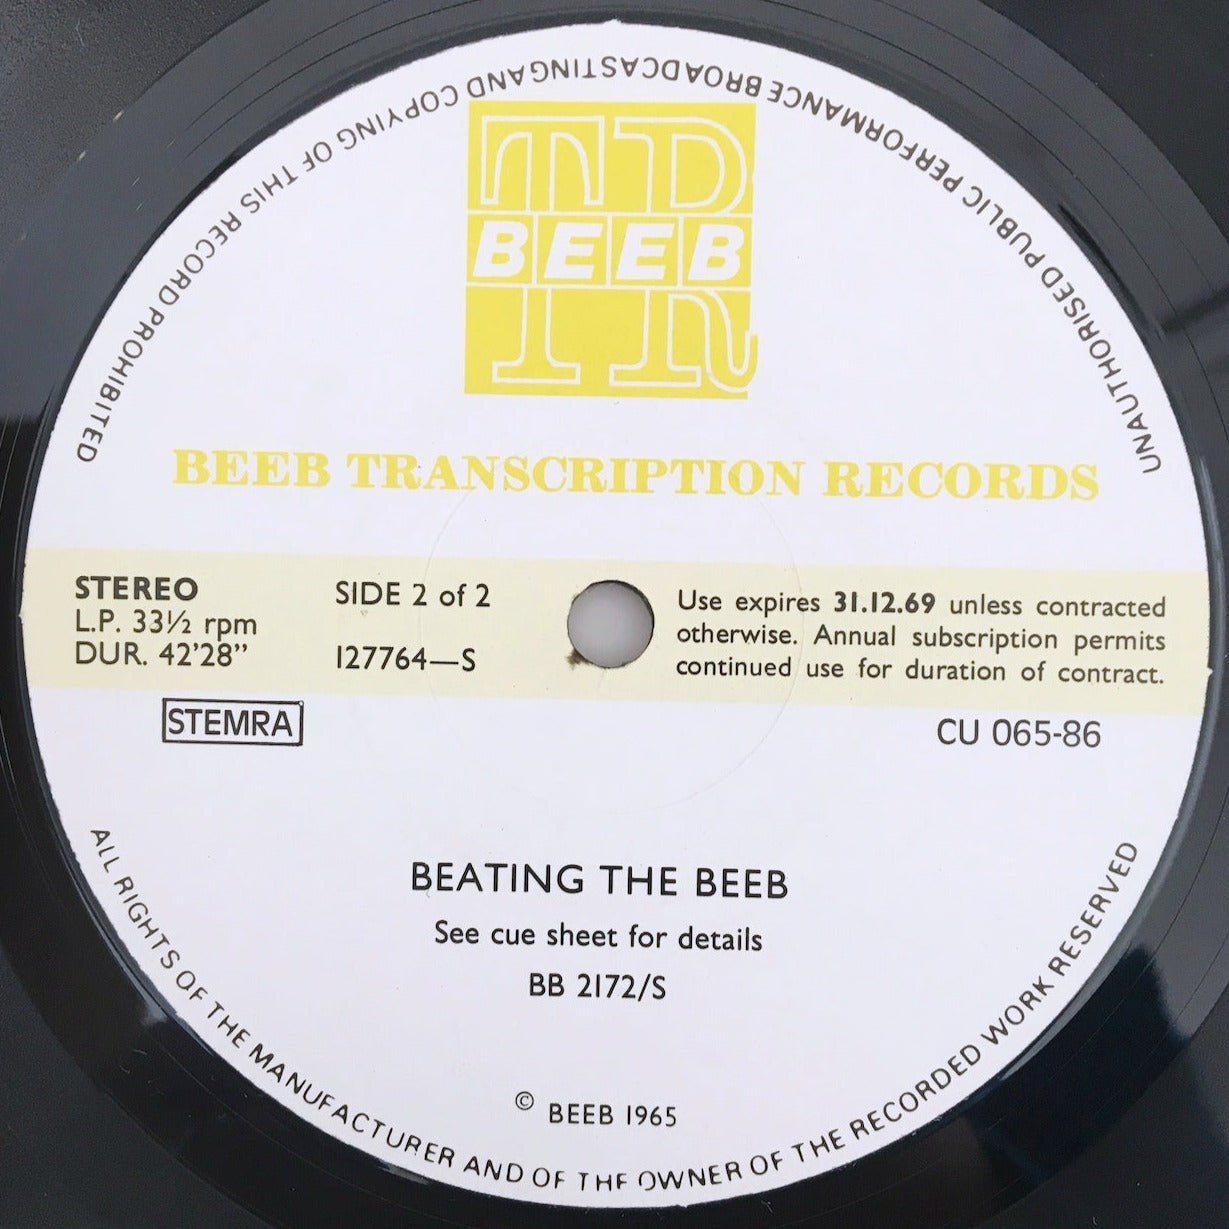 UNAUTHORISED PUBLIC PERFORMANCE BROADCASTING AND COPYING OF THIS RECORD PROHIBITED
TD
BEEB
TR
BEEB TRANSCRIPTION RECORDS
STEREO
L.P. 33½ rpm
DUR. 42'28”
SIDE 2 of 2
127764—S
Use expires 31.12.69 unless contracted
otherwise. Annual subscription permits
continued use for duration of contract.
STEMRA
CU 065-86
BEATING THE BEEB
See cue sheet for details
BB 2172/S
© BEEB 1965
ALL RIGHTS OF THE MANUFACTURER AND OF THE OWNER OF THE RECORDED WORK RESERVED